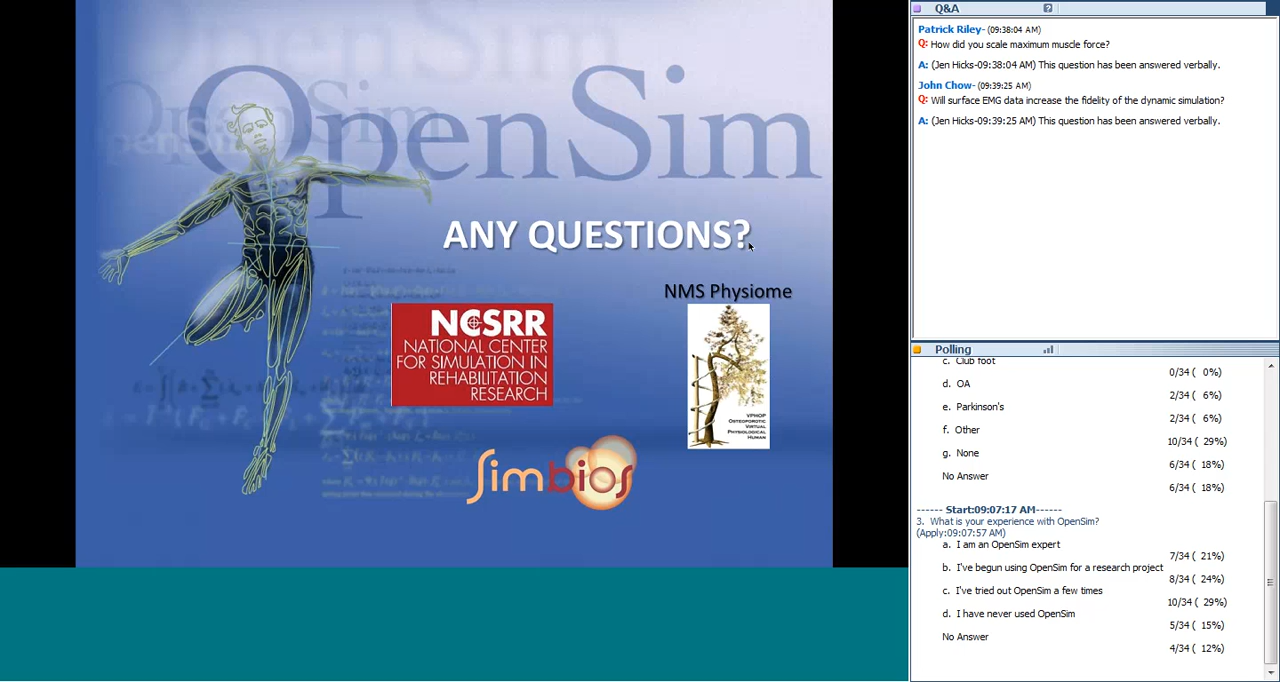 OpenSim
ANY QUESTIONS?
NMS Physiome
NCSRR
NATIONAL CENTER
FOR SIMULATION IN
REHABILITATION
RESEARCH
VPHOP
OSTEOPOROTIC
VIRTUAL
PHYSIOLOGICAL
HUMAN
Simbios
Q&A
Patrick Riley- (09:38:04 AM)
Q: How did you scale maximum muscle force?
A: (Jen Hicks-09:38:04 AM) This question has been answered verbally.
John Chow- (09:39:25 AM)
Q: Will surface EMG data increase the fidelity of the dynamic simulation?
A: (Jen Hicks-09:39:25 AM) This question has been answered verbally.
Polling
c. Club foot
0/34 ( 0%)
d. OA
2/34 ( 6%)
e. Parkinson's
2/34 ( 6%)
f. Other
10/34 ( 29%)
g. None
6/34 ( 18%)
No Answer
6/34 ( 18%)
------ Start:09:07:17 AM------
3. What is your experience with OpenSim?
(Apply:09:07:57 AM)
a. I am an OpenSim expert
7/34 ( 21%)
b. I've begun using OpenSim for a research project
8/34 ( 24%)
c. I've tried out OpenSim a few times
10/34 ( 29%)
d. I have never used OpenSim
5/34 ( 15%)
No Answer
4/34 ( 12%)